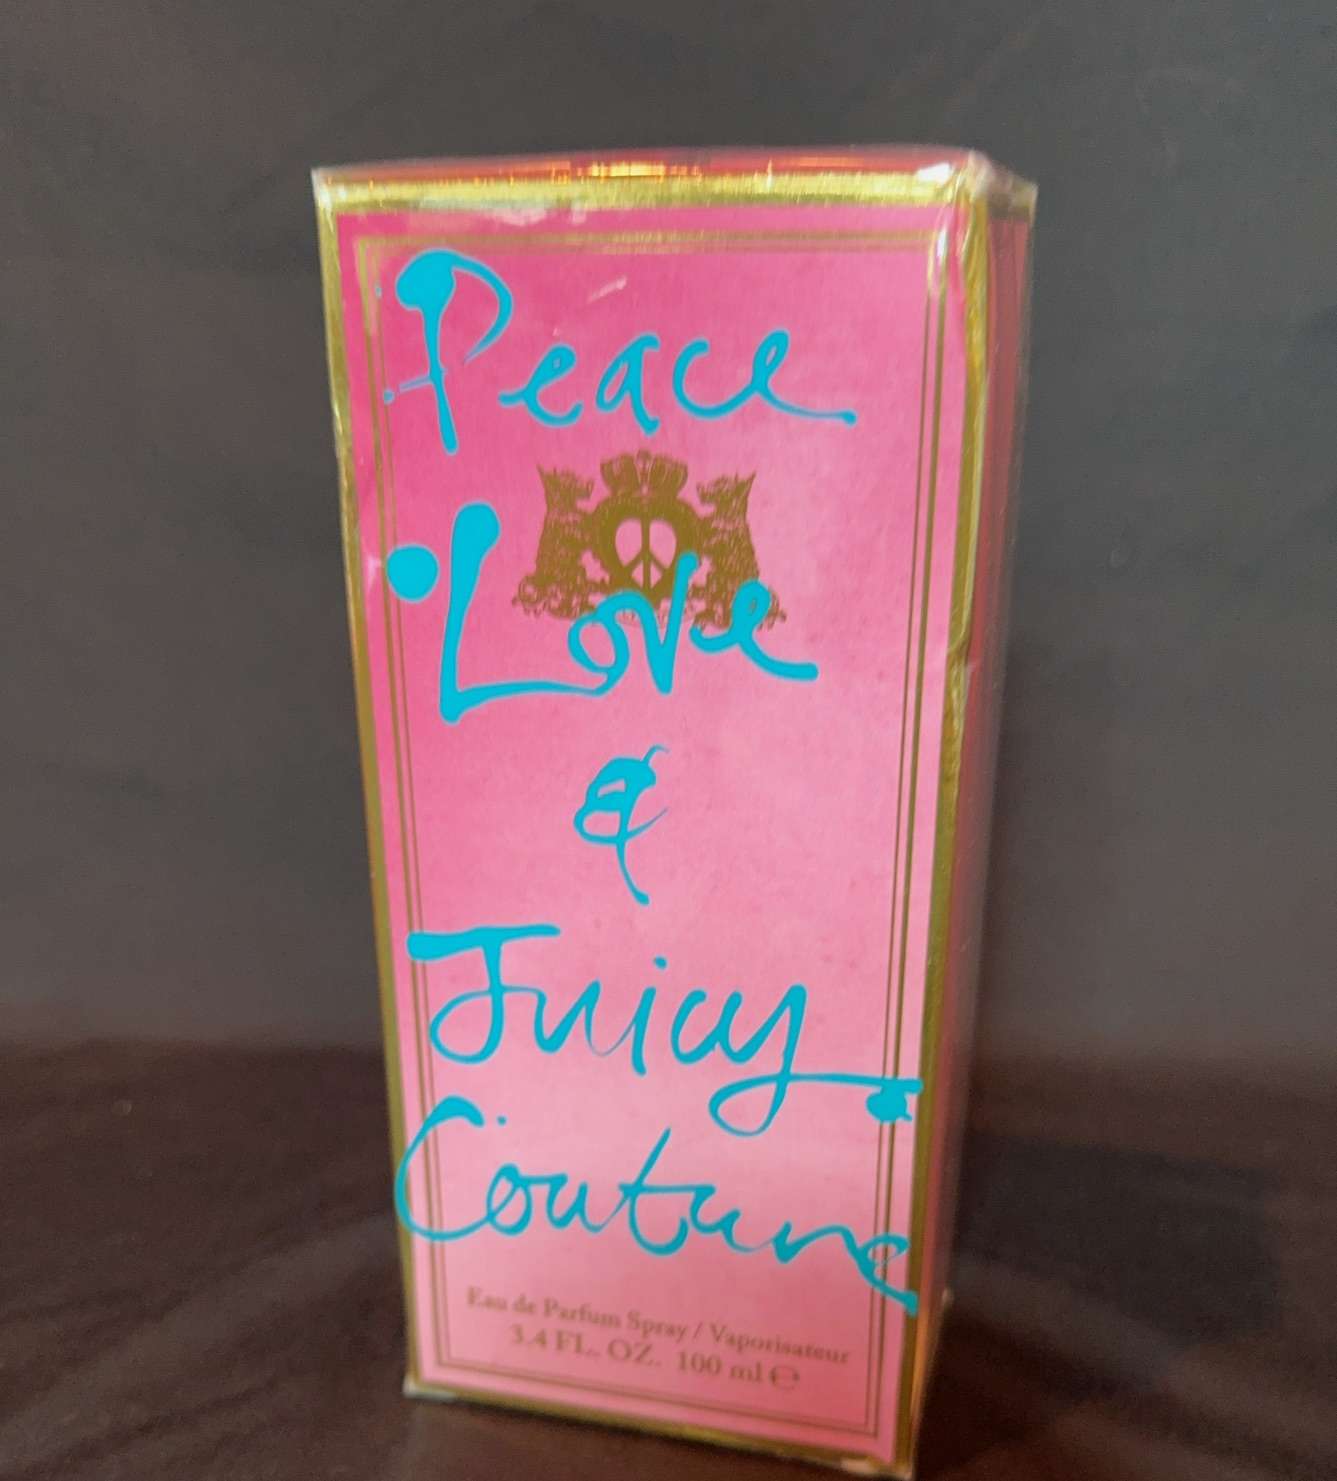 Peace
Love
&
Juicy
Couture
Eau de Parfum Spray / Vaporisateur
3.4 FL. OZ. 100 ml ℮